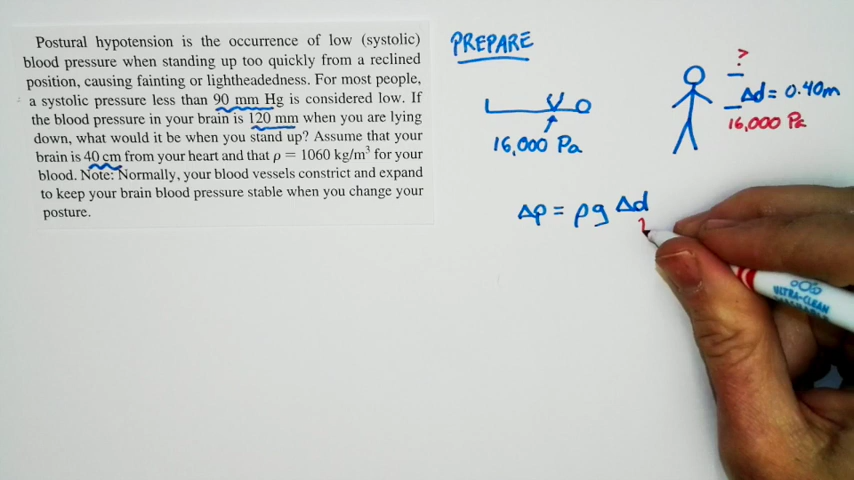 Postural hypotension is the occurrence of low (systolic)
blood pressure when standing up too quickly from a reclined
position, causing fainting or lightheadedness. For most people,
a systolic pressure less than 90 mm Hg is considered low. If
the blood pressure in your brain is 120 mm when you are lying
down, what would it be when you stand up? Assume that your
brain is 40 cm from your heart and that ρ = 1060 kg/m³ for your
blood. Note: Normally, your blood vessels constrict and expand
to keep your brain blood pressure stable when you change your
posture.
PREPARE
16,000 Pa
?
Δd = 0.40m
16,000 Pa
Δp = ρg Δd
ULTRA-CLEAN